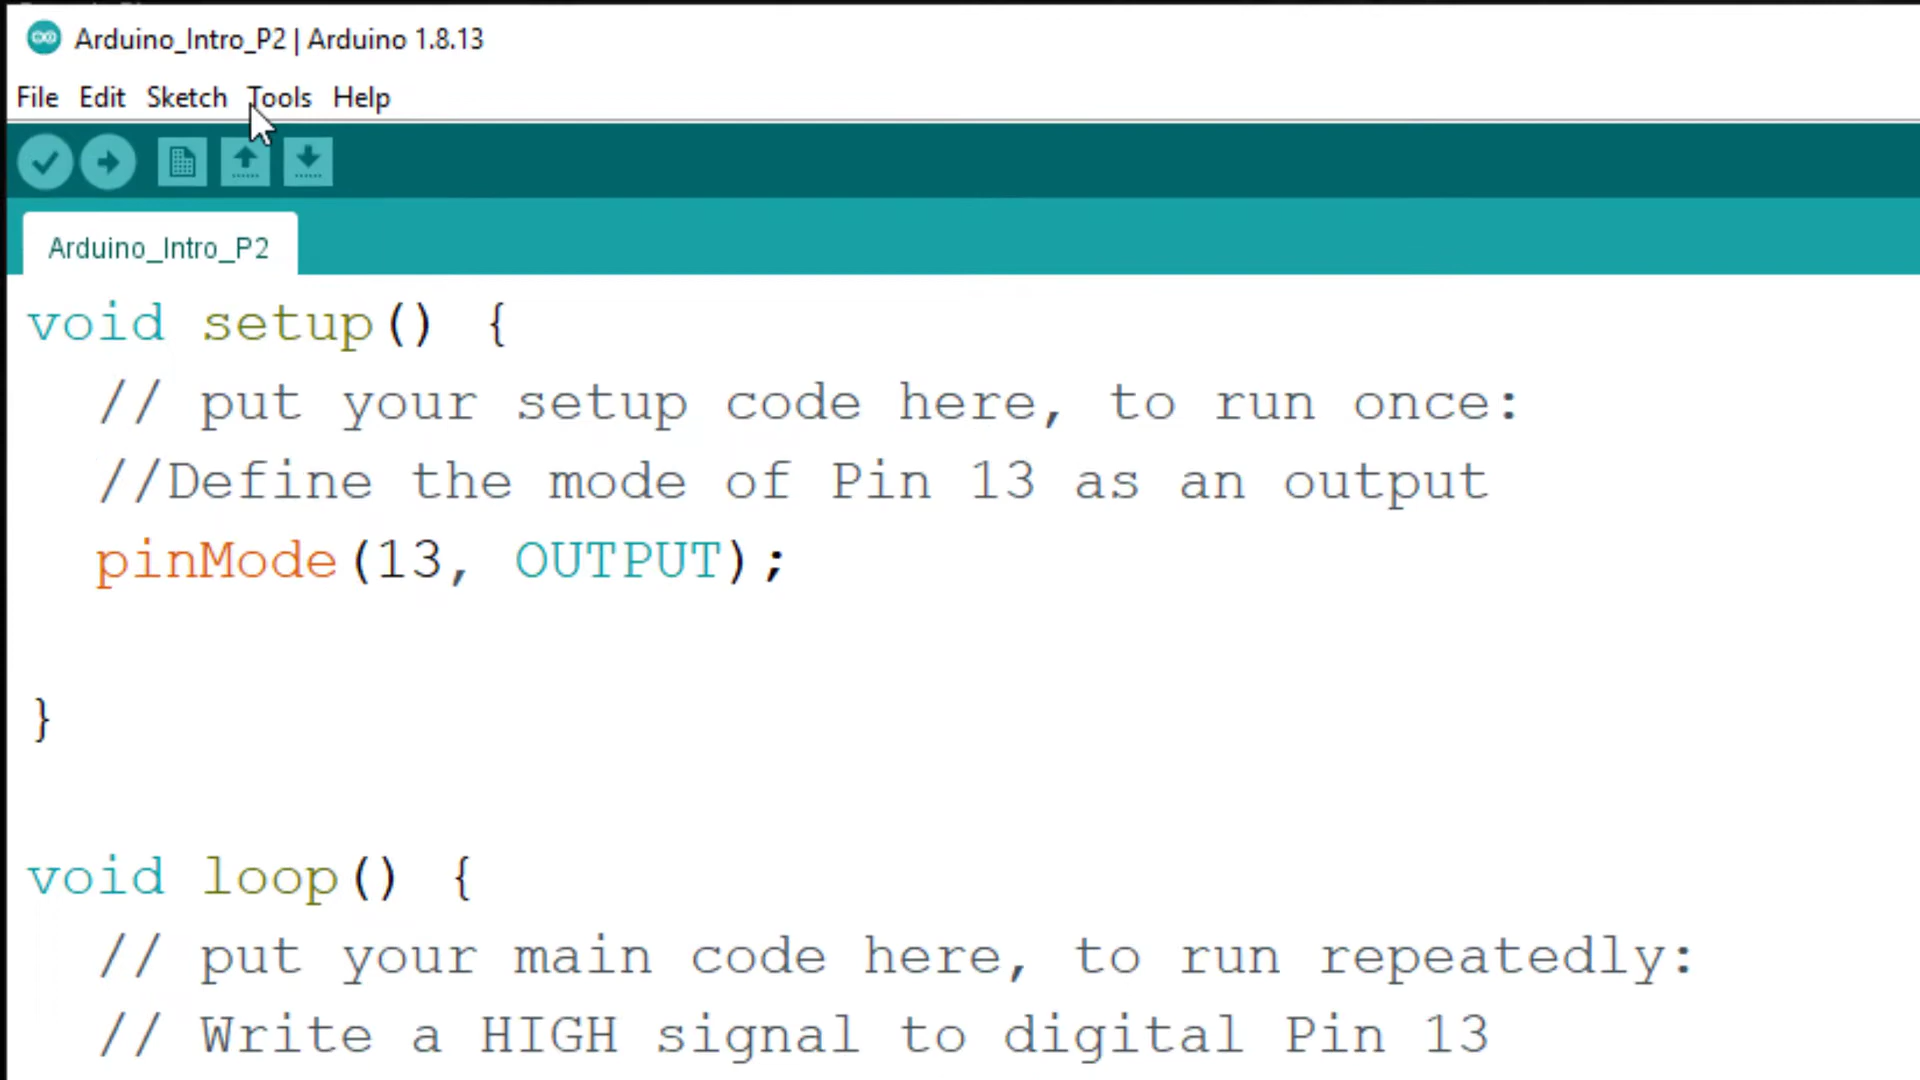 Arduino_Intro_P2 | Arduino 1.8.13
File Edit Sketch Tools Help
Arduino_Intro_P2
void setup() {
// put your setup code here, to run once:
//Define the mode of Pin 13 as an output
pinMode(13, OUTPUT);
}
void loop() {
// put your main code here, to run repeatedly:
// Write a HIGH signal to digital Pin 13